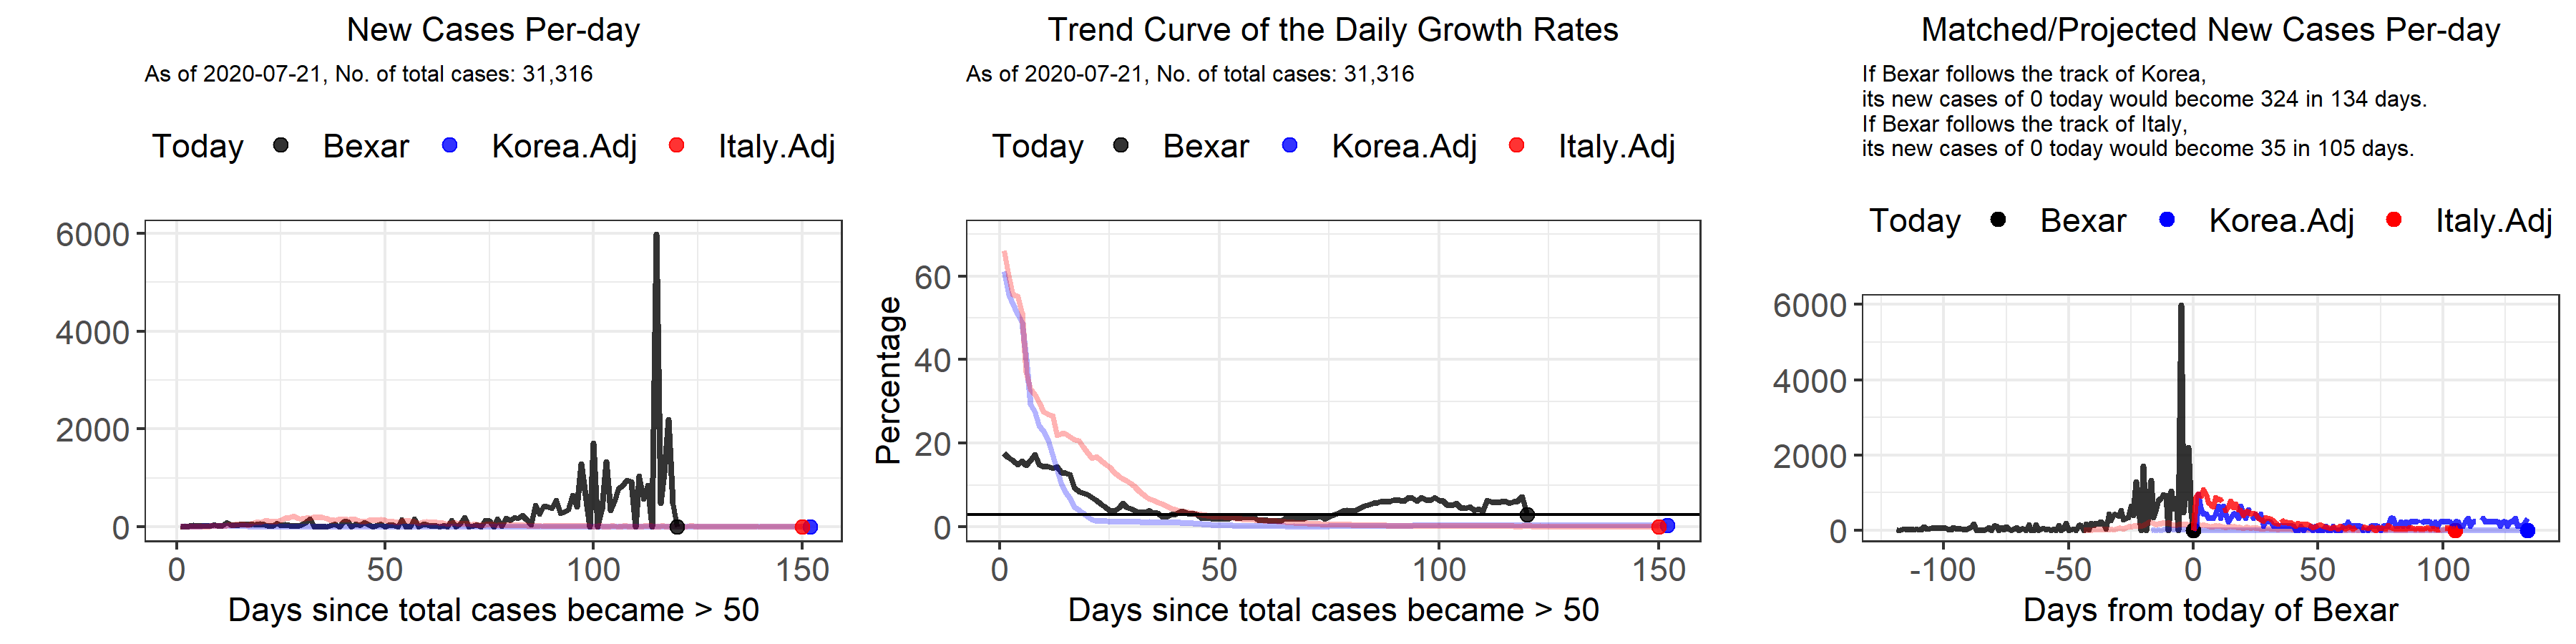 New Cases Per-day
As of 2020-07-21, No. of total cases: 31,316
Today Bexar Korea.Adj Italy.Adj
6000
4000
2000
0
0 50 100 150
Days since total cases became > 50
Trend Curve of the Daily Growth Rates
As of 2020-07-21, No. of total cases: 31,316
Today Bexar Korea.Adj Italy.Adj
Percentage
60
40
20
0
0 50 100 150
Days since total cases became > 50
Matched/Projected New Cases Per-day
If Bexar follows the track of Korea,
its new cases of 0 today would become 324 in 134 days.
If Bexar follows the track of Italy,
its new cases of 0 today would become 35 in 105 days.
Today Bexar Korea.Adj Italy.Adj
6000
4000
2000
0
-100 -50 0 50 100
Days from today of Bexar